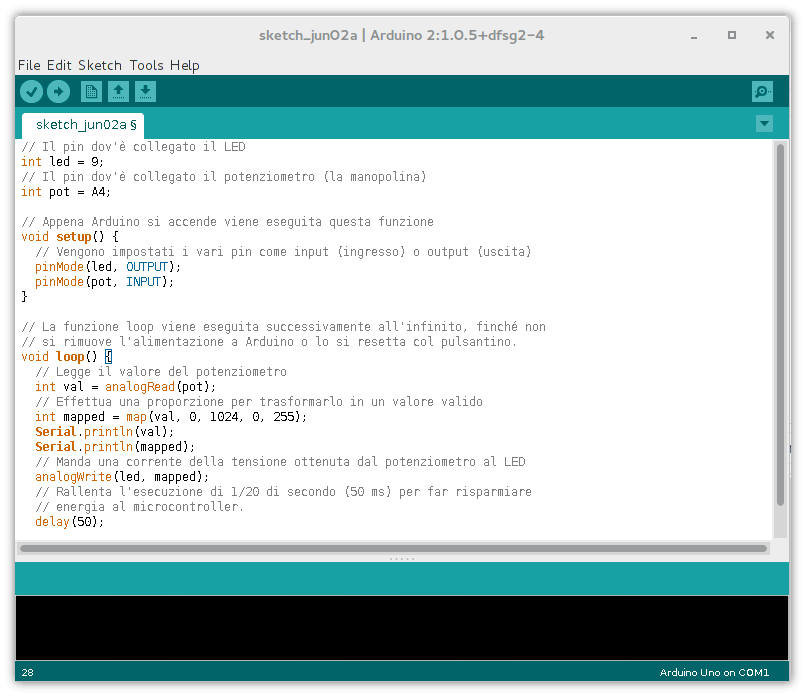 sketch_jun02a | Arduino 2:1.0.5+dfsg2-4
File Edit Sketch Tools Help
sketch_jun02a §
// Il pin dov'è collegato il LED
int led = 9;
// Il pin dov'è collegato il potenziometro (la manopolina)
int pot = A4;
// Appena Arduino si accende viene eseguita questa funzione
void setup() {
// Vengono impostati i vari pin come input (ingresso) o output (uscita)
pinMode(led, OUTPUT);
pinMode(pot, INPUT);
}
// La funzione loop viene eseguita successivamente all'infinito, finché non
// si rimuove l'alimentazione a Arduino o lo si resetta col pulsantino.
void loop() {
// Legge il valore del potenziometro
int val = analogRead(pot);
// Effettua una proporzione per trasformarlo in un valore valido
int mapped = map(val, 0, 1024, 0, 255);
Serial.println(val);
Serial.println(mapped);
// Manda una corrente della tensione ottenuta dal potenziometro al LED
analogWrite(led, mapped);
// Rallenta l'esecuzione di 1/20 di secondo (50 ms) per far risparmiare
// energia al microcontroller.
delay(50);
28
Arduino Uno on COM1